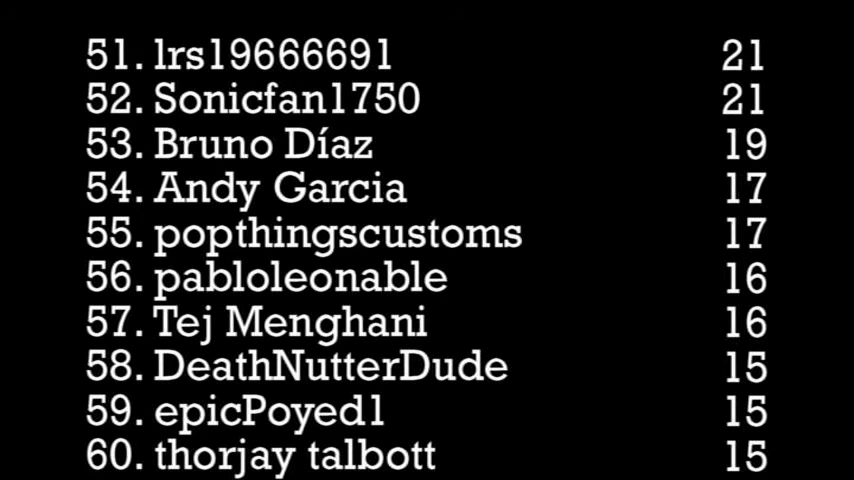 51. lrs19666691 21
52. Sonicfan1750 21
53. Bruno Díaz 19
54. Andy Garcia 17
55. popthingscustoms 17
56. pabloleonable 16
57. Tej Menghani 16
58. DeathNutterDude 15
59. epicPoyed1 15
60. thorjay talbott 15